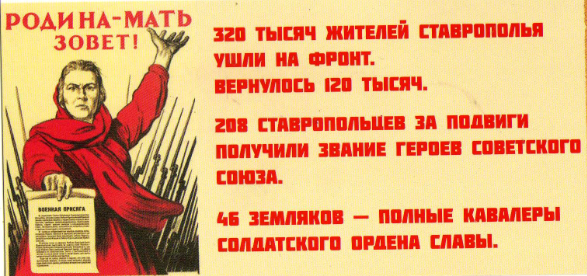 РОДИНА-МАТЬ
ЗОВЕТ!
320 ТЫСЯЧ ЖИТЕЛЕЙ СТАВРОПОЛЬЯ
УШЛИ НА ФРОНТ.
ВЕРНУЛОСЬ 120 ТЫСЯЧ.
208 СТАВРОПОЛЬЦЕВ ЗА ПОДВИГИ
ПОЛУЧИЛИ ЗВАНИЕ ГЕРОЕВ СОВЕТСКОГО
СОЮЗА.
46 ЗЕМЛЯКОВ — ПОЛНЫЕ КАВАЛЕРЫ
СОЛДАТСКОГО ОРДЕНА СЛАВЫ.
ВОЕННАЯ ПРИСЯГА